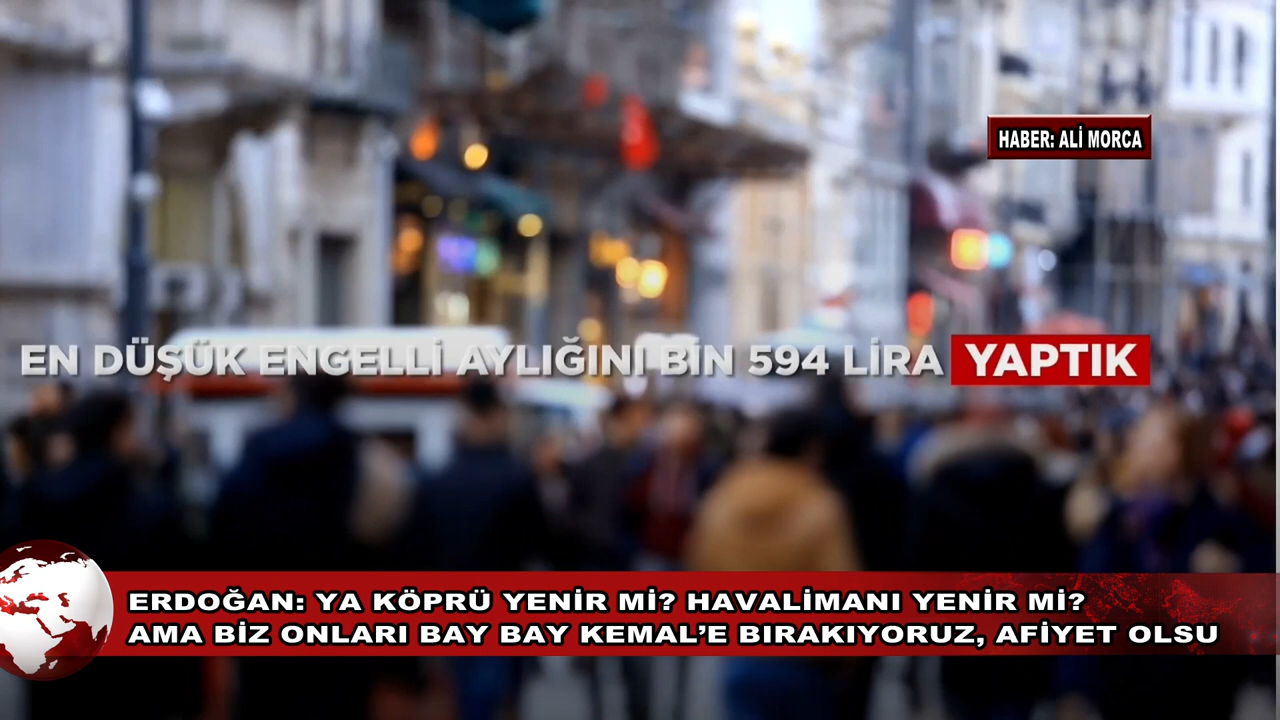 HABER: ALİ MORCA
EN DÜŞÜK ENGELLİ AYLIĞINI BİN 594 LİRA YAPTIK
ERDOĞAN: YA KÖPRÜ YENİR Mİ? HAVALİMANI YENİR Mİ?
AMA BİZ ONLARI BAY BAY KEMAL'E BIRAKIYORUZ, AFİYET OLSU